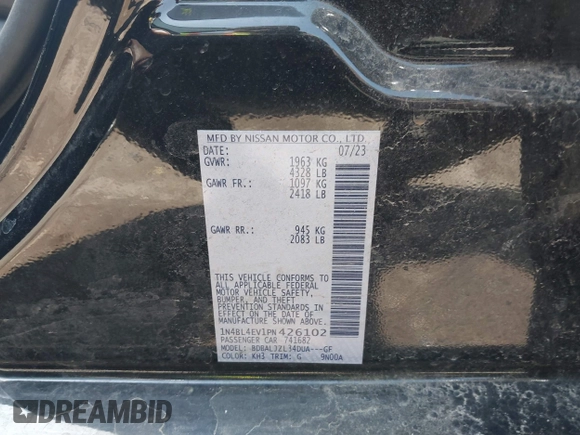 MFD BY NISSAN MOTOR CO., LTD.
DATE: 07/23
GVWR: 1963 KG
4328 LB
GAWR FR.: 1097 KG
2418 LB
GAWR RR.: 945 KG
2083 LB
THIS VEHICLE CONFORMS TO
ALL APPLICABLE FEDERAL
MOTOR VEHICLE SAFETY,
BUMPER, AND THEFT
PREVENTION STANDARDS IN
EFFECT ON THE DATE OF
MANUFACTURE SHOWN ABOVE.
1N4BL4EV1PN426102
PASSENGER CAR 741682
MODEL: BDBALJZL34DUA---GF
COLOR: KH3 TRIM: G 9N00A
DREAMBID